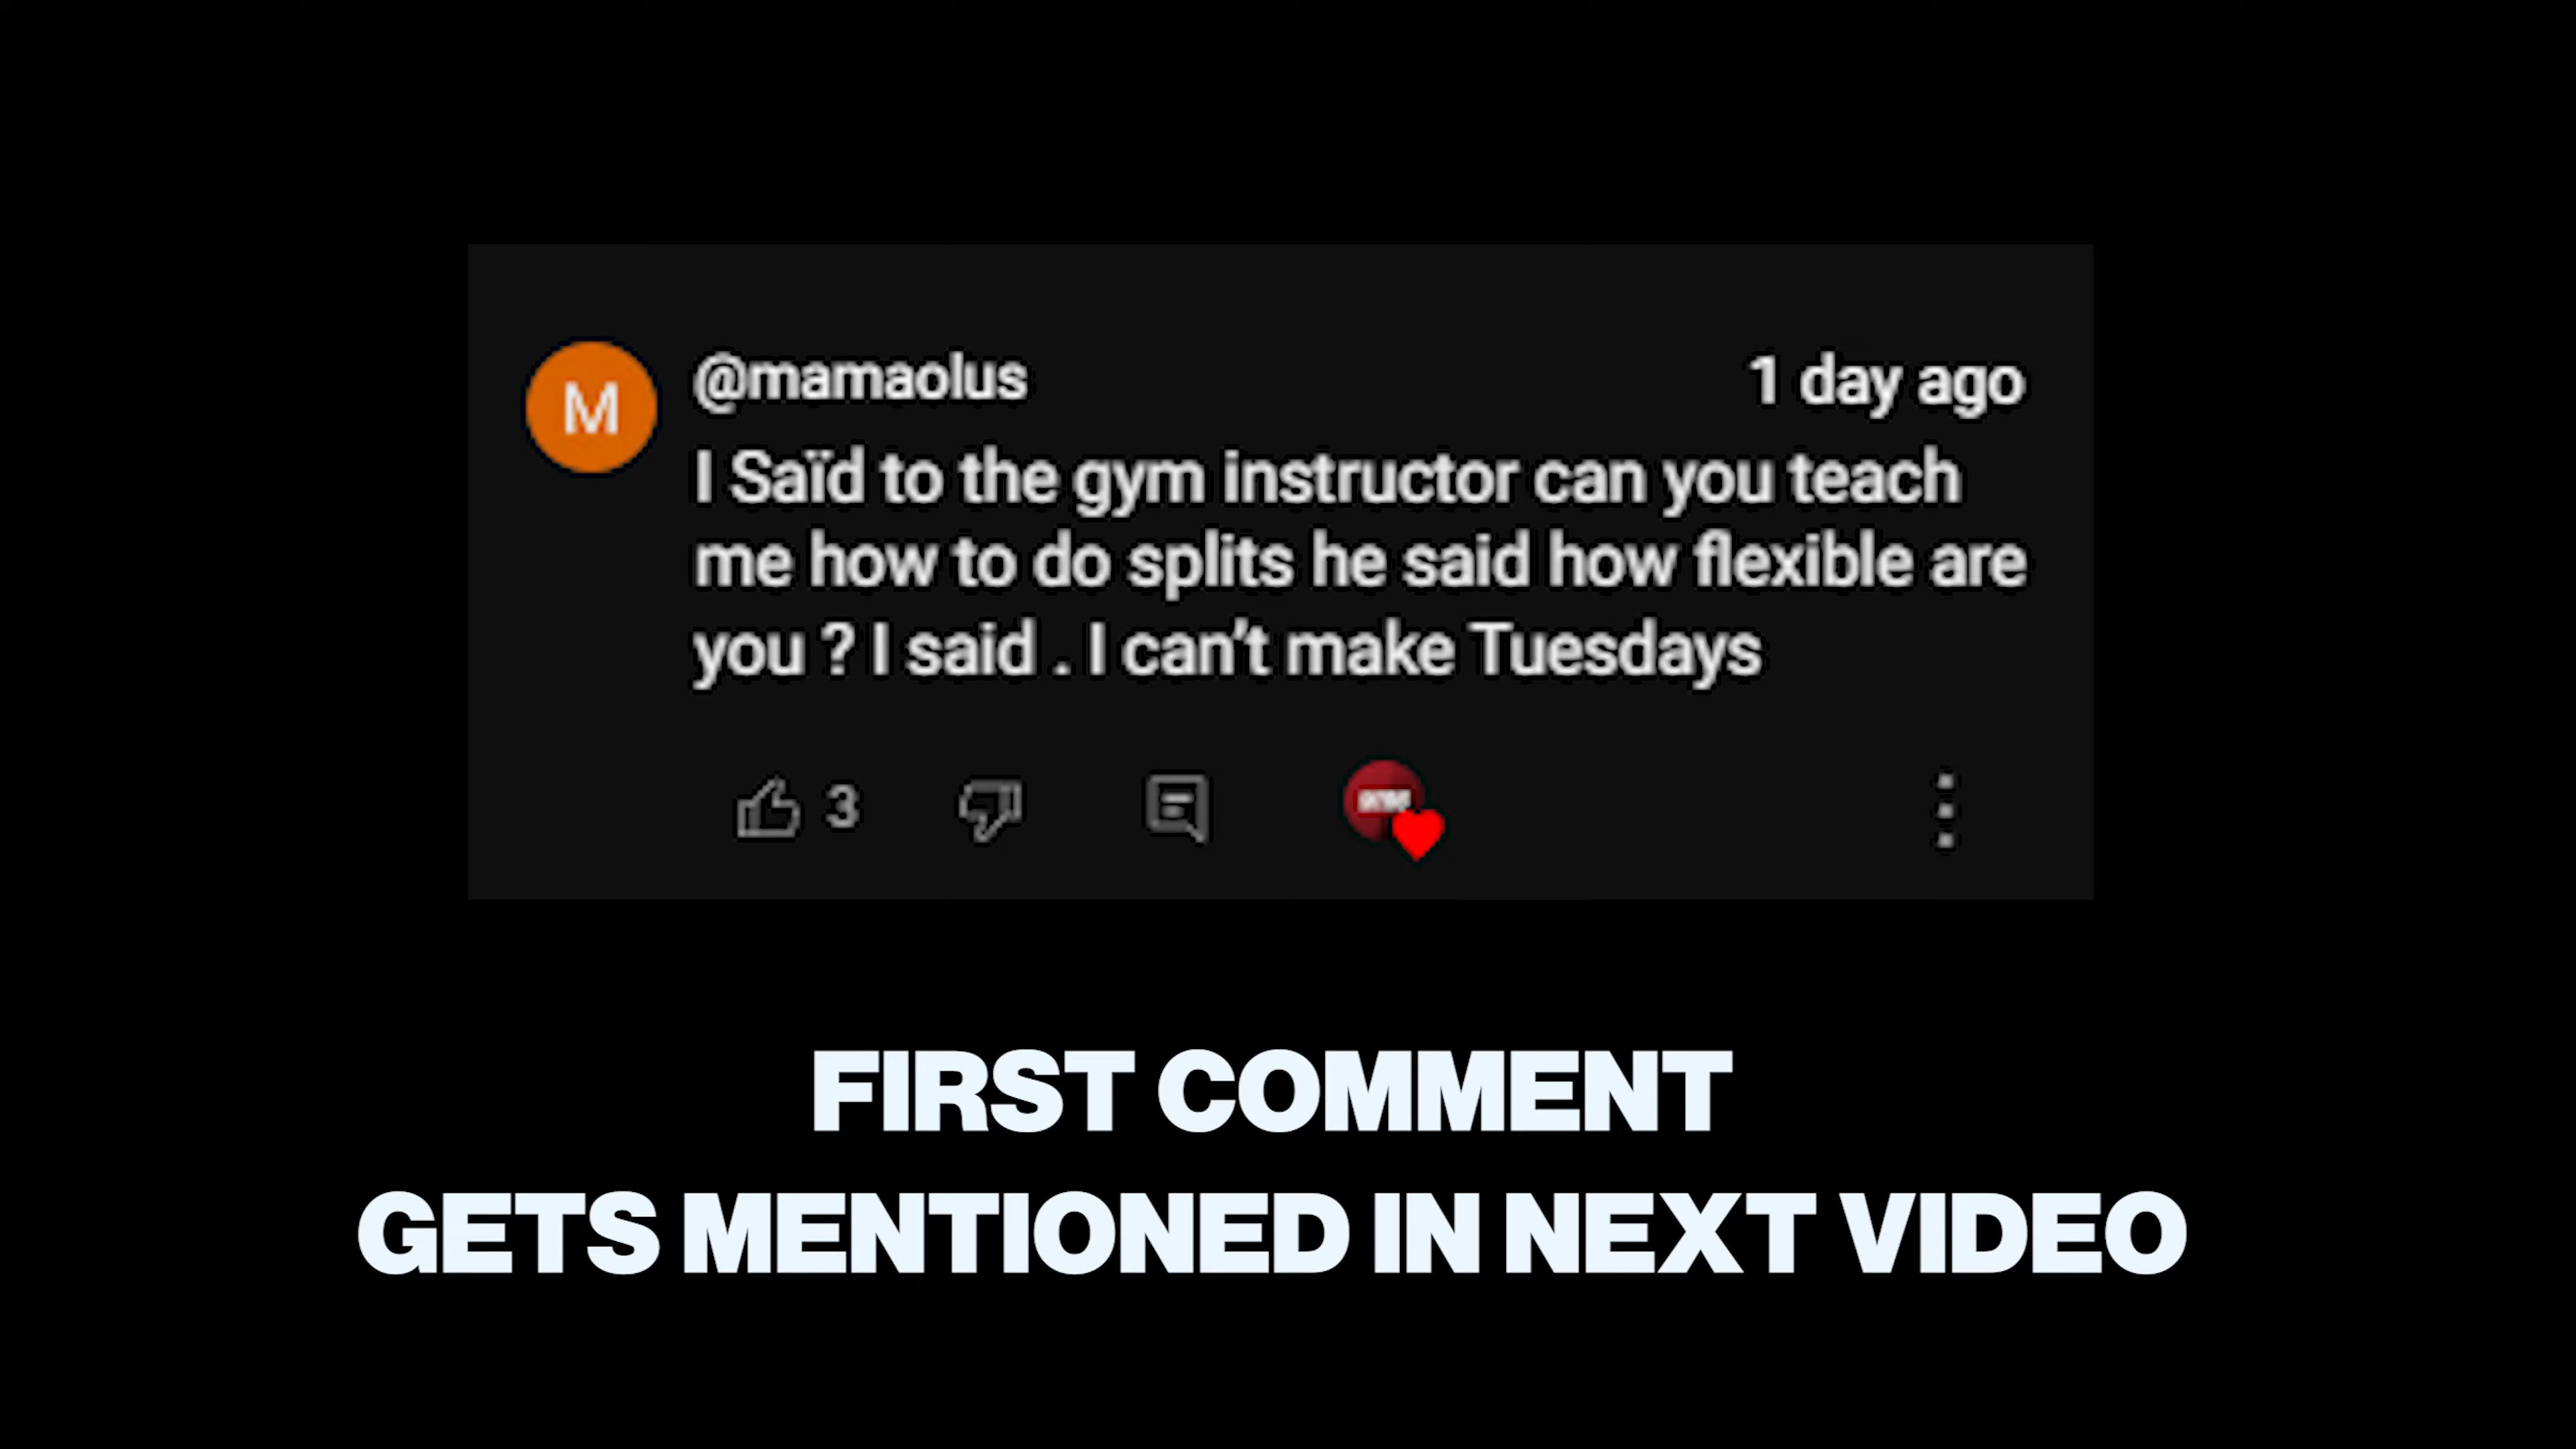 M
@mamaolus
1 day ago
I Saïd to the gym instructor can you teach
me how to do splits he said how flexible are
you ? I said . I can't make Tuesdays
3
FIRST COMMENT
GETS MENTIONED IN NEXT VIDEO